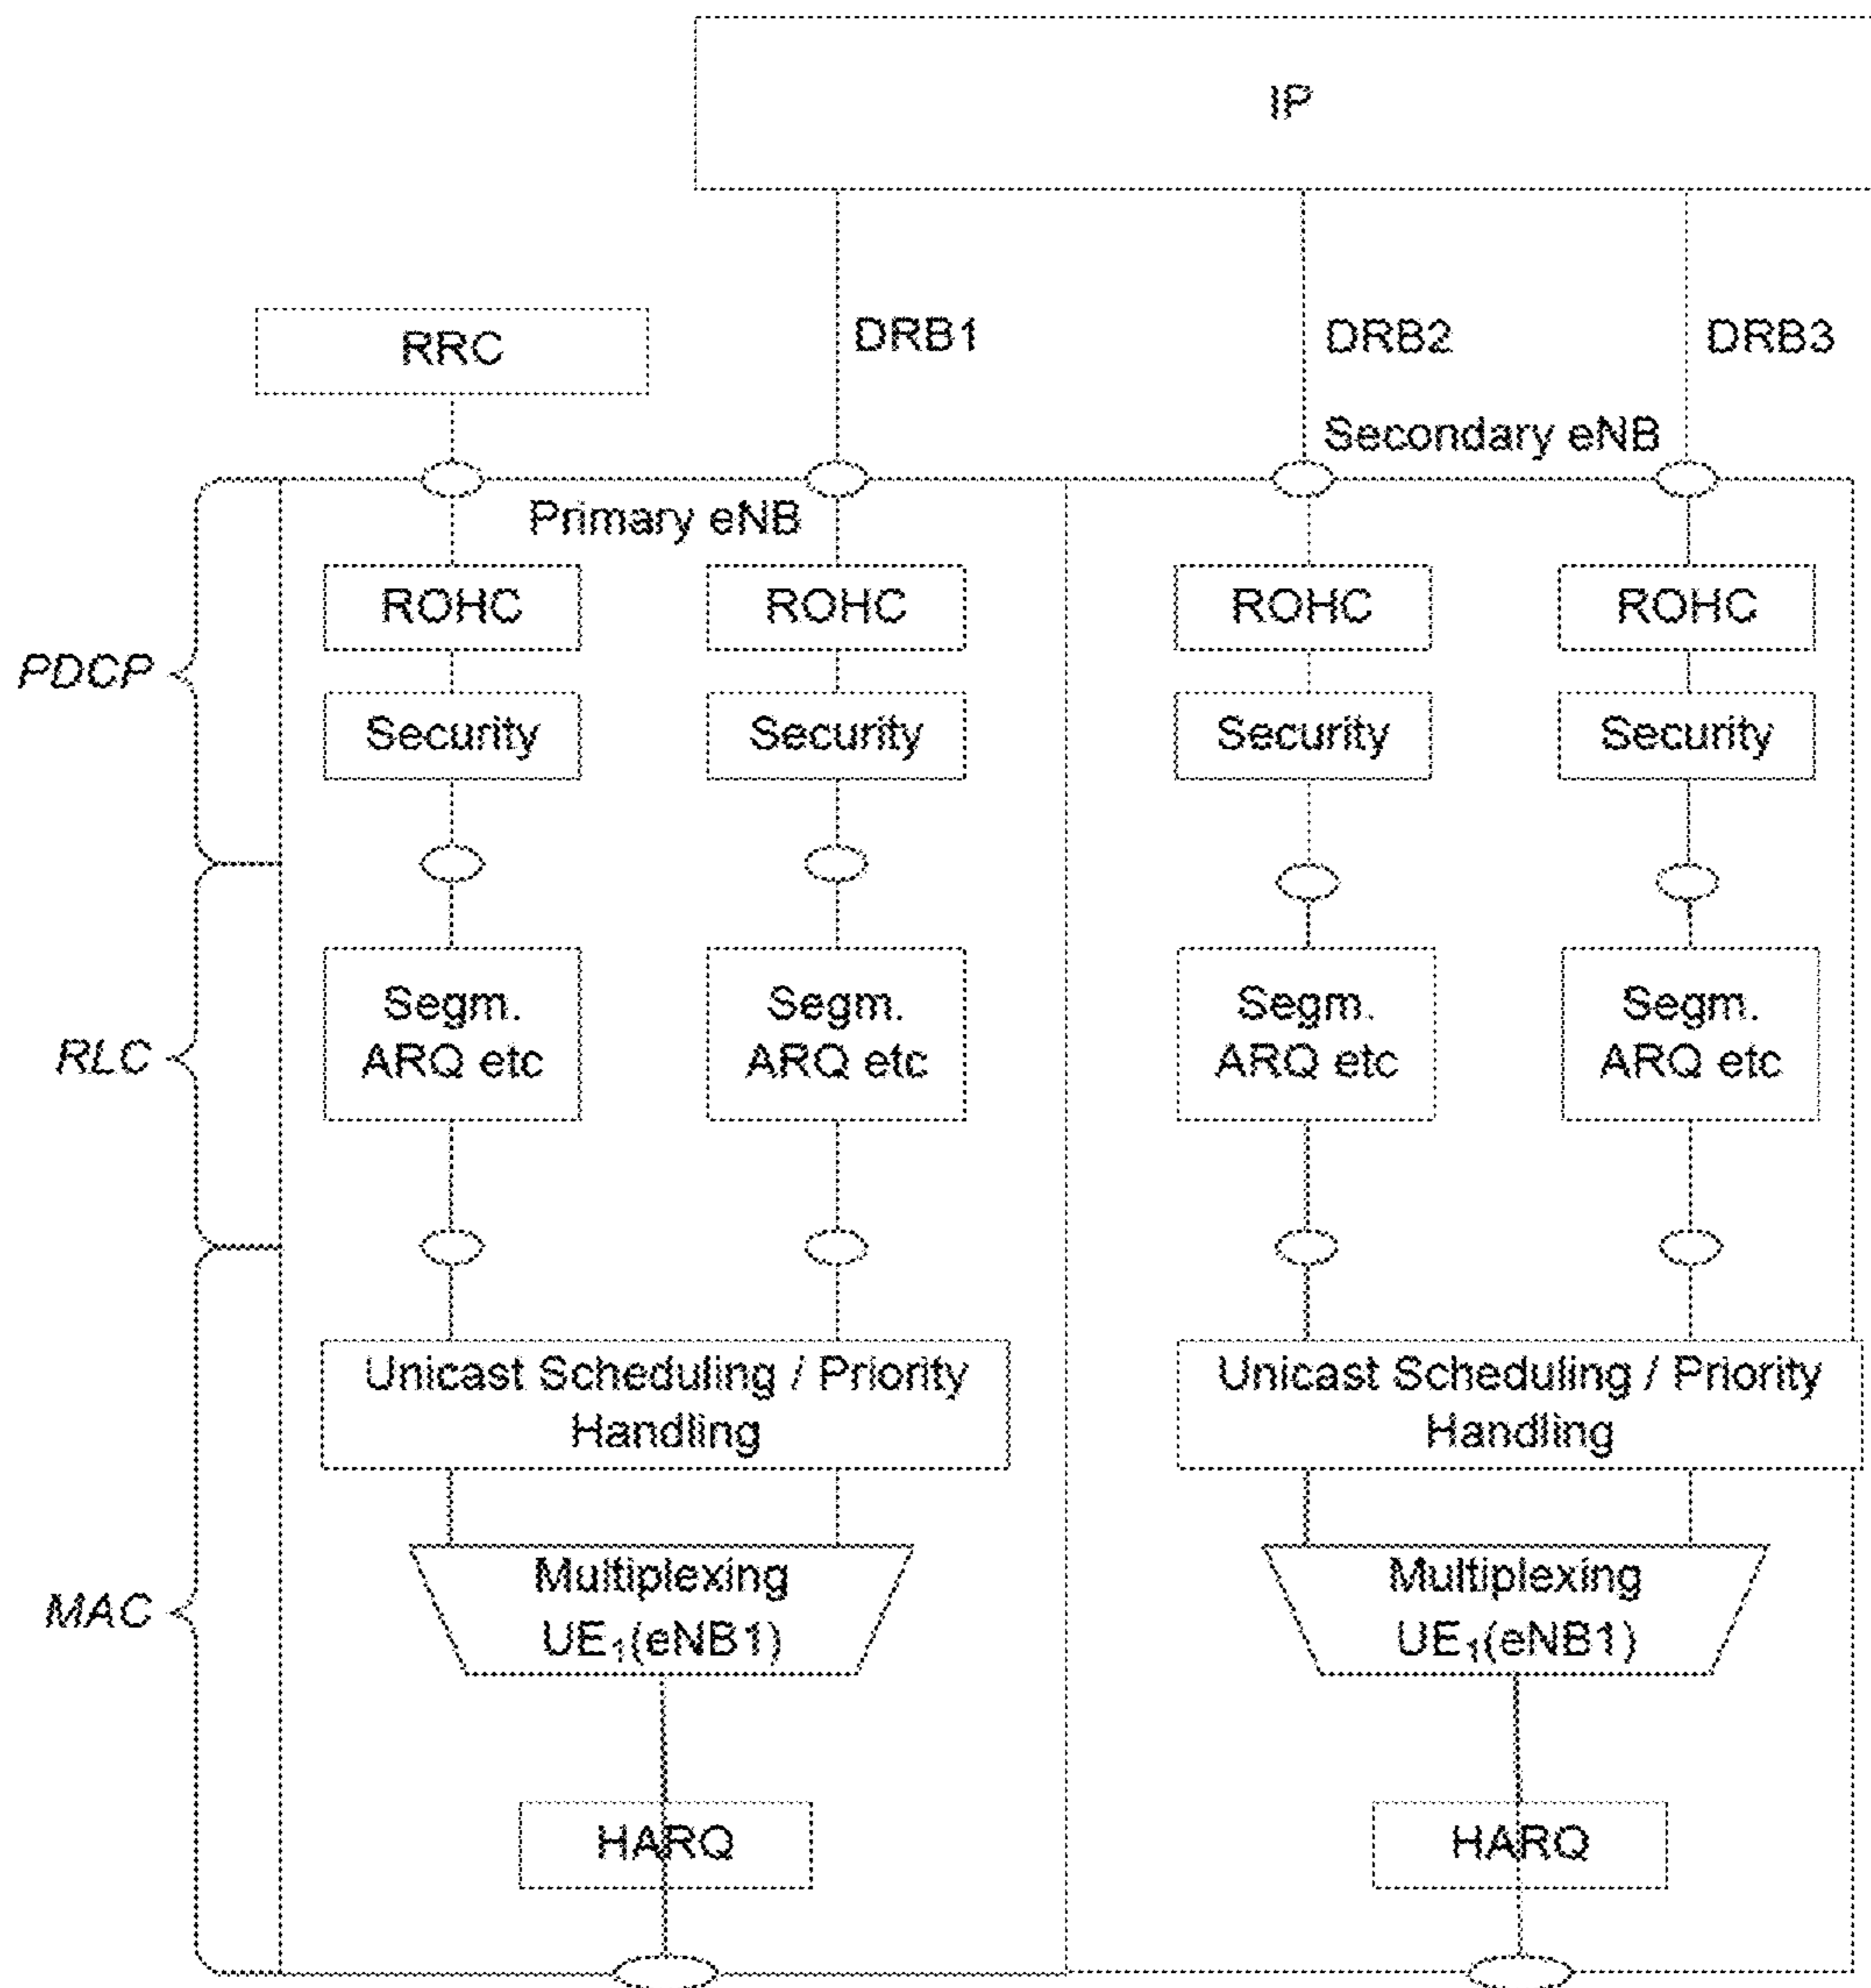 IP
RRC
DRB1
DRB2
DRB3
Secondary eNB
Primary eNB
PDCP
ROHC
ROHC
ROHC
ROHC
Security
Security
Security
Security
RLC
Segm.
ARQ etc
Segm.
ARQ etc
Segm.
ARQ etc
Segm.
ARQ etc
MAC
Unicast Scheduling / Priority
Handling
Unicast Scheduling / Priority
Handling
Multiplexing
UE₁(eNB1)
Multiplexing
UE₁(eNB1)
HARQ
HARQ